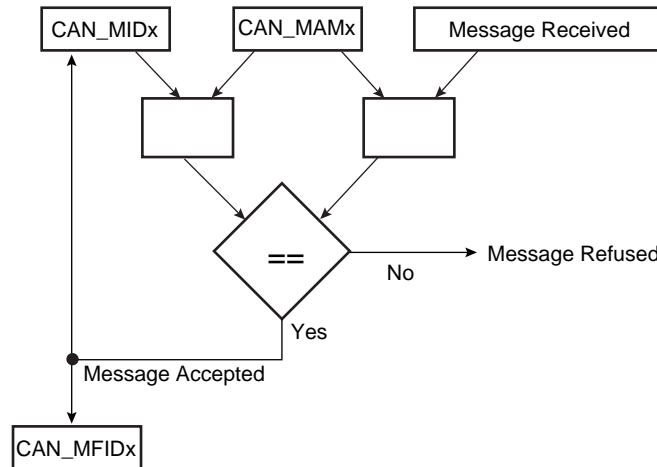 CAN_MIDx
CAN_MAMx
Message Received
==
No
Message Refused
Yes
Message Accepted
CAN_MFIDx